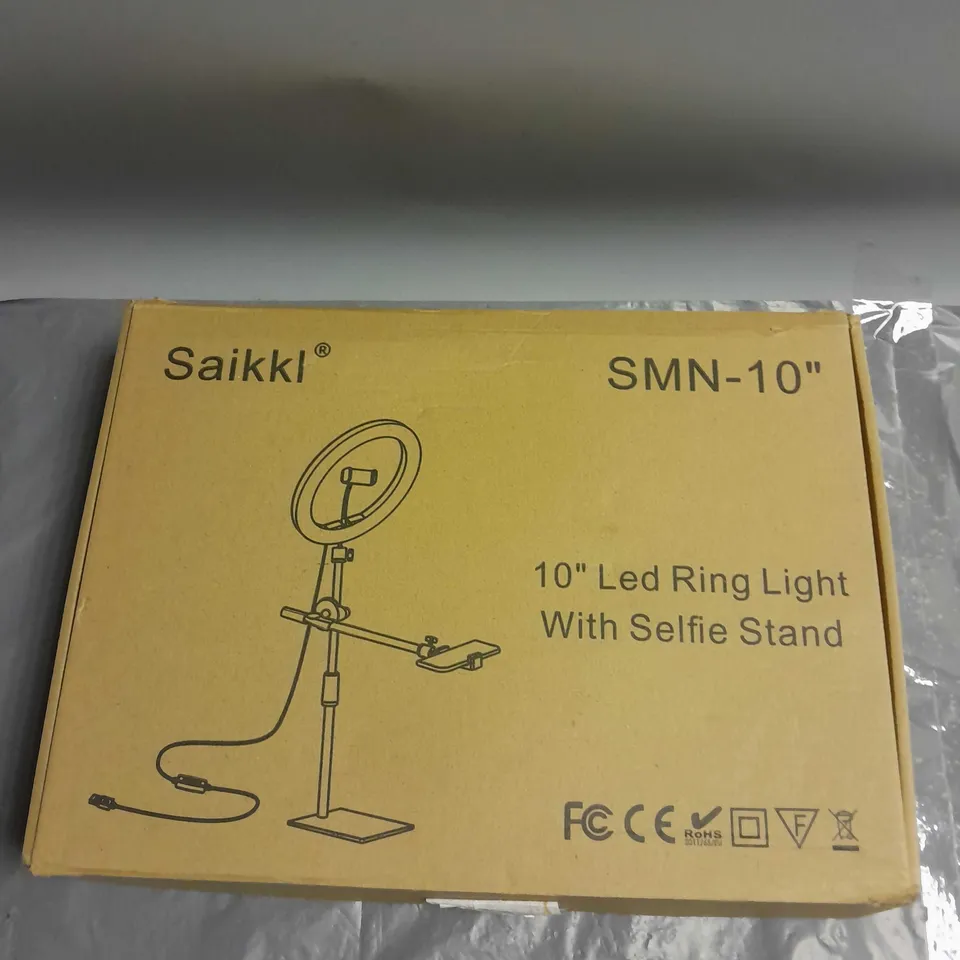 Saikkl®
SMN-10"
10" Led Ring Light
With Selfie Stand
FC CE RoHS F